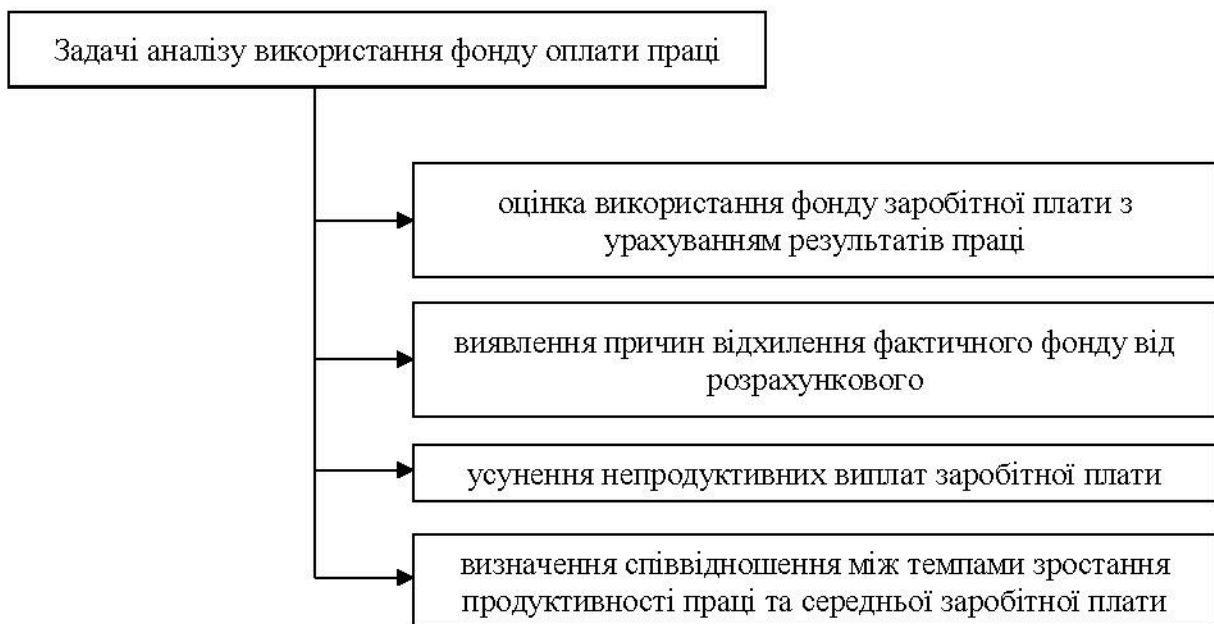 Задачі аналізу використання фонду оплати праці
оцінка використання фонду заробітної плати з
урахуванням результатів праці
виявлення причин відхилення фактичного фонду від
розрахункового
усунення непродуктивних виплат заробітної плати
визначення співвідношення між темпами зростання
продуктивності праці та середньої заробітної плати